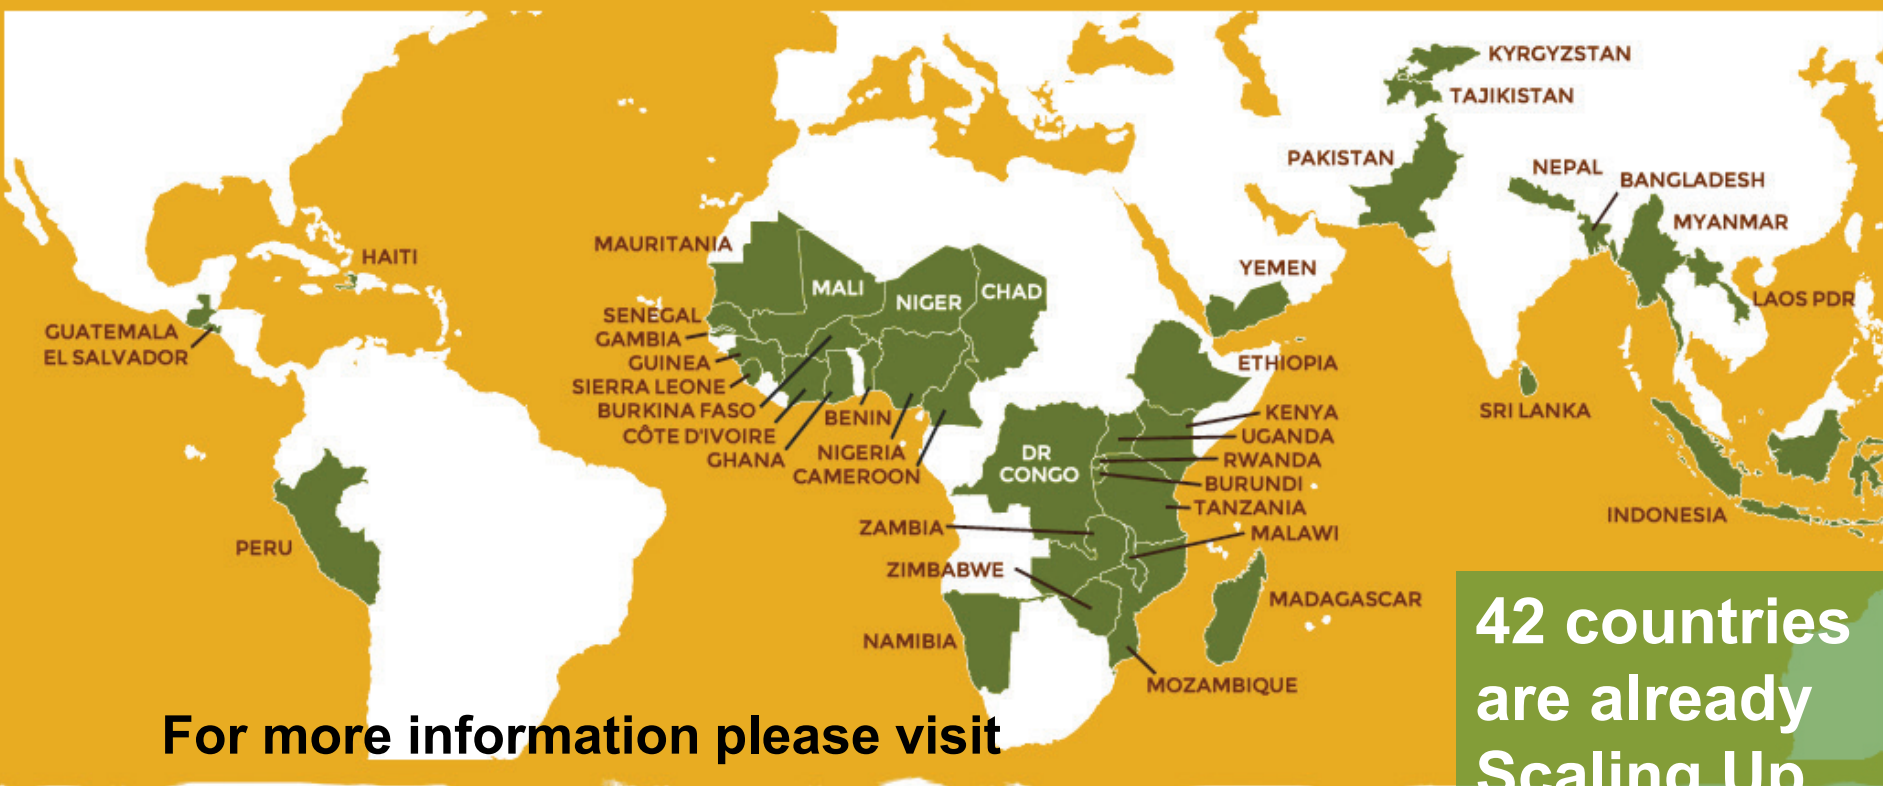 KYRGYZSTAN
TAJIKISTAN
PAKISTAN
NEPAL
BANGLADESH
MYANMAR
LAOS PDR
YEMEN
SRI LANKA
INDONESIA
HAITI
GUATEMALA
EL SALVADOR
PERU
MAURITANIA
MALI
NIGER
CHAD
SENEGAL
GAMBIA
GUINEA
SIERRA LEONE
BURKINA FASO
CÔTE D'IVOIRE
GHANA
BENIN
NIGERIA
CAMEROON
ETHIOPIA
KENYA
UGANDA
RWANDA
BURUNDI
TANZANIA
MALAWI
DR
CONGO
ZAMBIA
ZIMBABWE
NAMIBIA
MADAGASCAR
MOZAMBIQUE
For more information please visit
42 countries
are already
Scaling Up